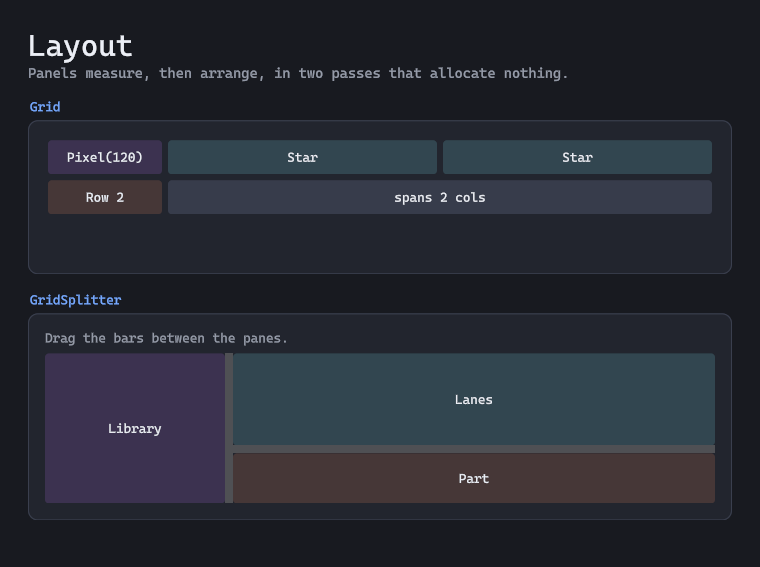 Layout
Panels measure, then arrange, in two passes that allocate nothing.
Grid
Pixel(120) Star Star
Row 2 spans 2 cols
GridSplitter
Drag the bars between the panes.
Lanes
Library
Part